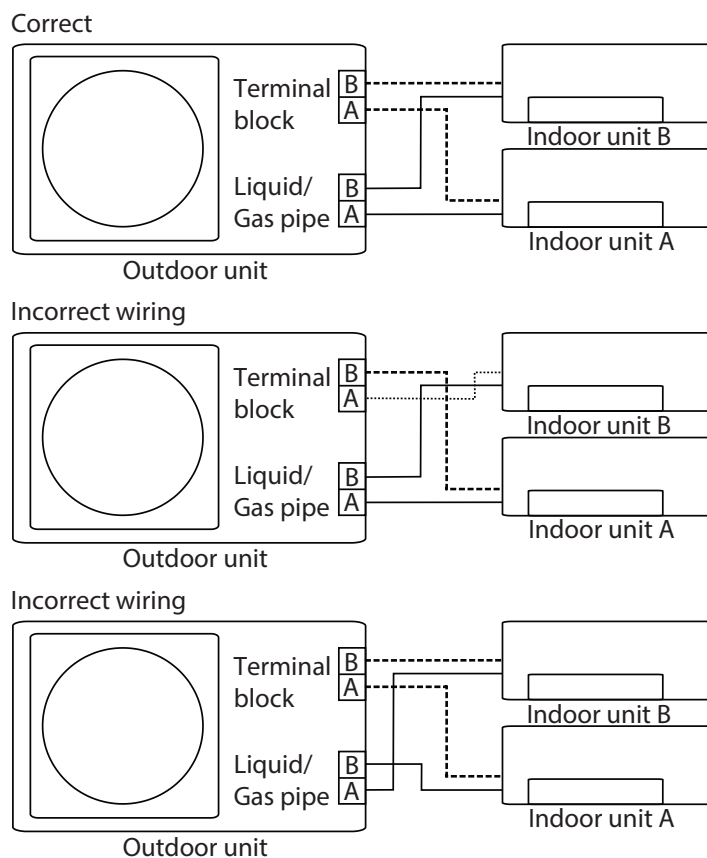 Correct
Terminal
block
B
A
Liquid/
Gas pipe
B
A
Outdoor unit
Indoor unit B
Indoor unit A
Incorrect wiring
Terminal
block
B
A
Liquid/
Gas pipe
B
A
Outdoor unit
Indoor unit B
Indoor unit A
Incorrect wiring
Terminal
block
B
A
Liquid/
Gas pipe
B
A
Outdoor unit
Indoor unit B
Indoor unit A